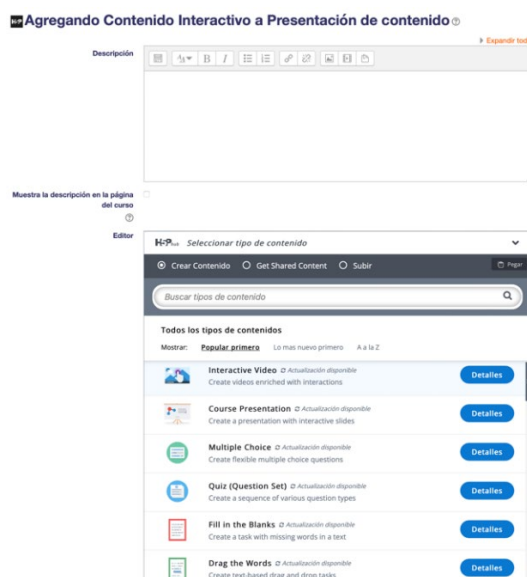 H-P Agregando Contenido Interactivo a Presentación de contenido
Expandir tod
Descripción
B I
Muestra la descripción en la página
del curso
Editor
H-P Seleccionar tipo de contenido
Crear Contenido Get Shared Content Subir Pegar
Buscar tipos de contenido
Todos los tipos de contenidos
Mostrar: Popular primero Lo mas nuevo primero A a la Z
Interactive Video Actualización disponible
Create videos enriched with interactions
Detalles
Course Presentation Actualización disponible
Create a presentation with interactive slides
Detalles
Multiple Choice Actualización disponible
Create flexible multiple choice questions
Detalles
Quiz (Question Set) Actualización disponible
Create a sequence of various question types
Detalles
Fill in the Blanks Actualización disponible
Create a task with missing words in a text
Detalles
Drag the Words Actualización disponible
Create text-based drag and drop tasks
Detalles